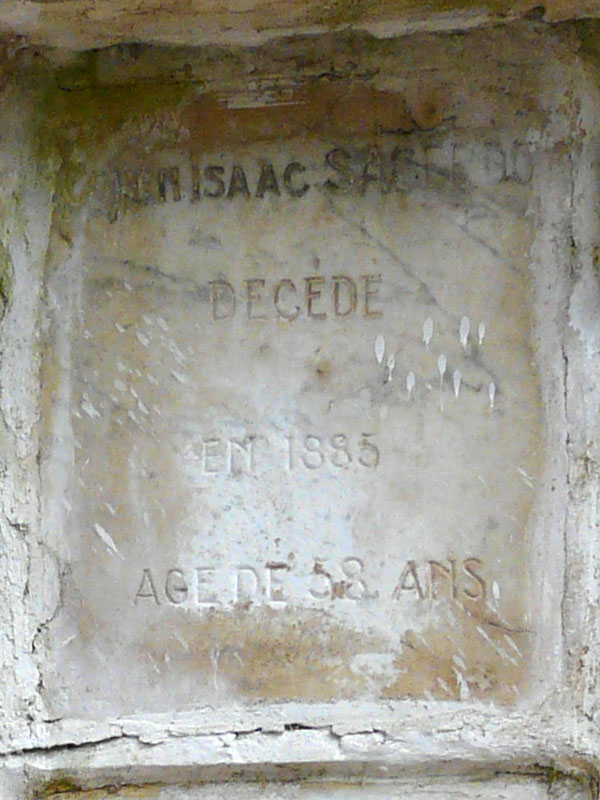 ISAAC
DECEDE
EN 1885
AGE DE 58 ANS